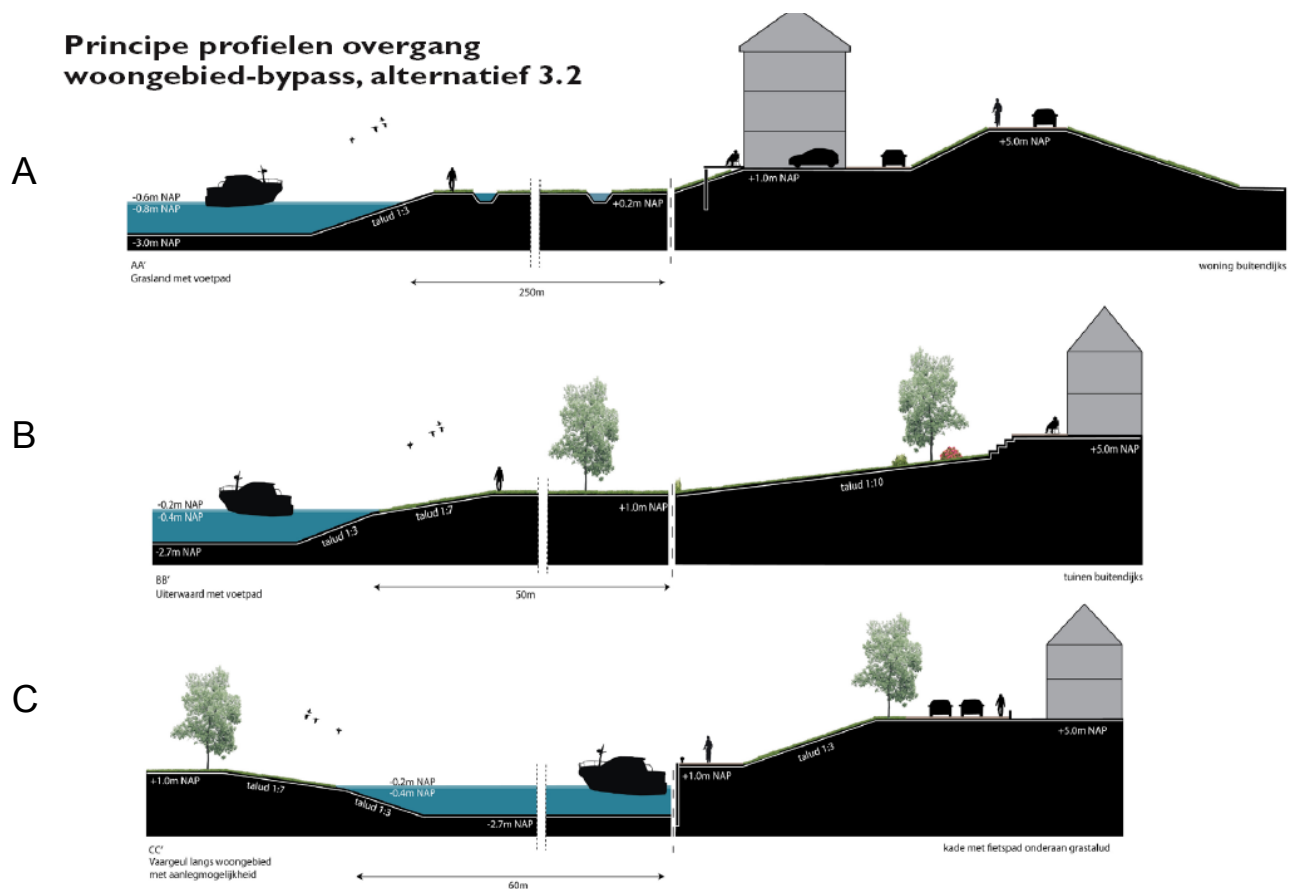 Principe profielen overgang
woongebied-bypass, alternatief 3.2
A
-0.6m NAP
-0.8m NAP
-3.0m NAP
talud 1:3
+0.2m NAP
+1.0m NAP
+5.0m NAP
AA'
Grasland met voetpad
250m
woning buitendijks
B
-0.2m NAP
-0.4m NAP
-2.7m NAP
talud 1:3
talud 1:7
+1.0m NAP
talud 1:10
+5.0m NAP
BB'
Uiterwaard met voetpad
50m
tuinen buitendijks
C
+1.0m NAP
talud 1:7
talud 1:3
-0.2m NAP
-0.4m NAP
-2.7m NAP
+1.0m NAP
talud 1:3
+5.0m NAP
CC'
Vaargeul langs woongebied
met aanlegmogelijkheid
60m
kade met fietspad onderaan grastalud